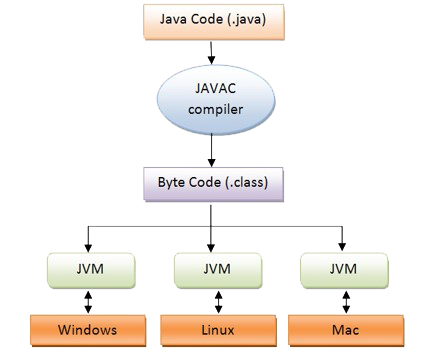 Java Code (.java)
JAVAC
compiler
Byte Code (.class)
JVM
JVM
JVM
Windows
Linux
Mac